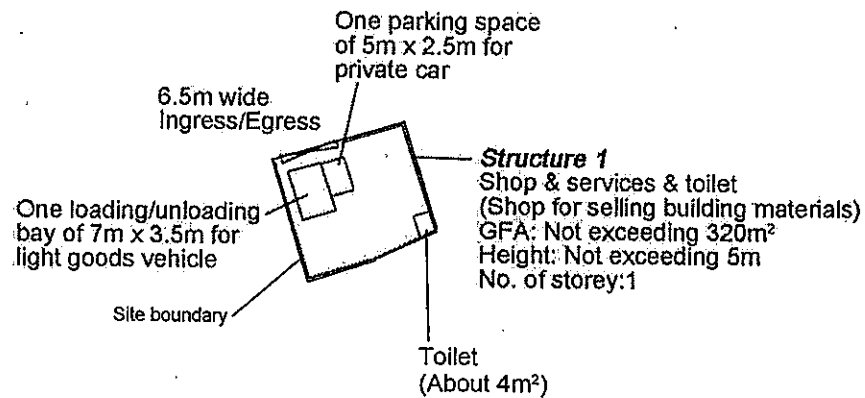 One parking space
of 5m x 2.5m for
private car
6.5m wide
Ingress/Egress
Structure 1
Shop & services & toilet
(Shop for selling building materials)
GFA: Not exceeding 320m²
Height: Not exceeding 5m
No. of storey:1
One loading/unloading
bay of 7m x 3.5m for
light goods vehicle
Site boundary
Toilet
(About 4m²)